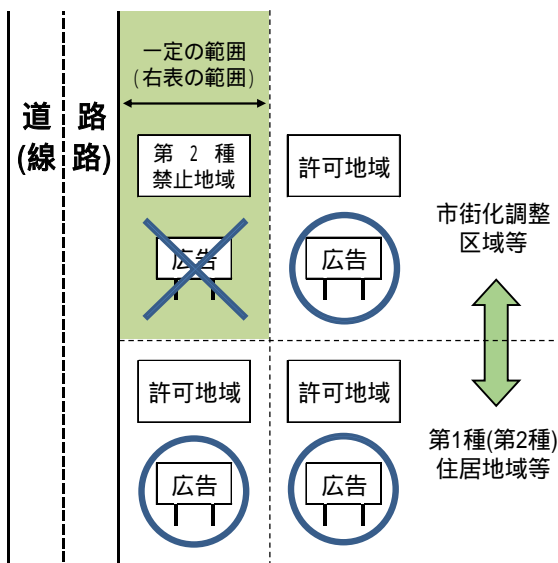 一定の範囲
(右表の範囲)
道路
(線路)
第2種
禁止地域
許可地域
広告
広告
市街化調整
区域等
許可地域
許可地域
広告
広告
第1種(第2種)
住居地域等